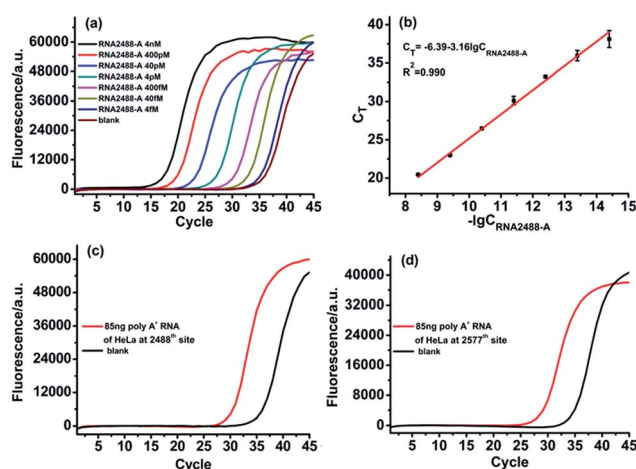 (a)
RNA2488-A 4nM
RNA2488-A 400pM
RNA2488-A 40pM
RNA2488-A 4pM
RNA2488-A 400fM
RNA2488-A 40fM
RNA2488-A 4fM
blank
Fluorescence/a.u.
60000
48000
36000
24000
12000
0
5 10 15 20 25 30 35 40 45
Cycle
(b)
C_T = -6.39-3.16lgC_RNA2488-A
R²=0.990
C_T
40
35
30
25
20
8 9 10 11 12 13 14 15
-lgC_RNA2488-A
(c)
85ng poly A⁺ RNA
of HeLa at 2488th site
blank
Fluorescence/a.u.
60000
48000
36000
24000
12000
0
5 10 15 20 25 30 35 40 45
Cycle
(d)
85ng poly A⁺ RNA
of HeLa at 2577th site
blank
Fluorescence/a.u.
40000
32000
24000
16000
8000
0
5 10 15 20 25 30 35 40 45
Cycle